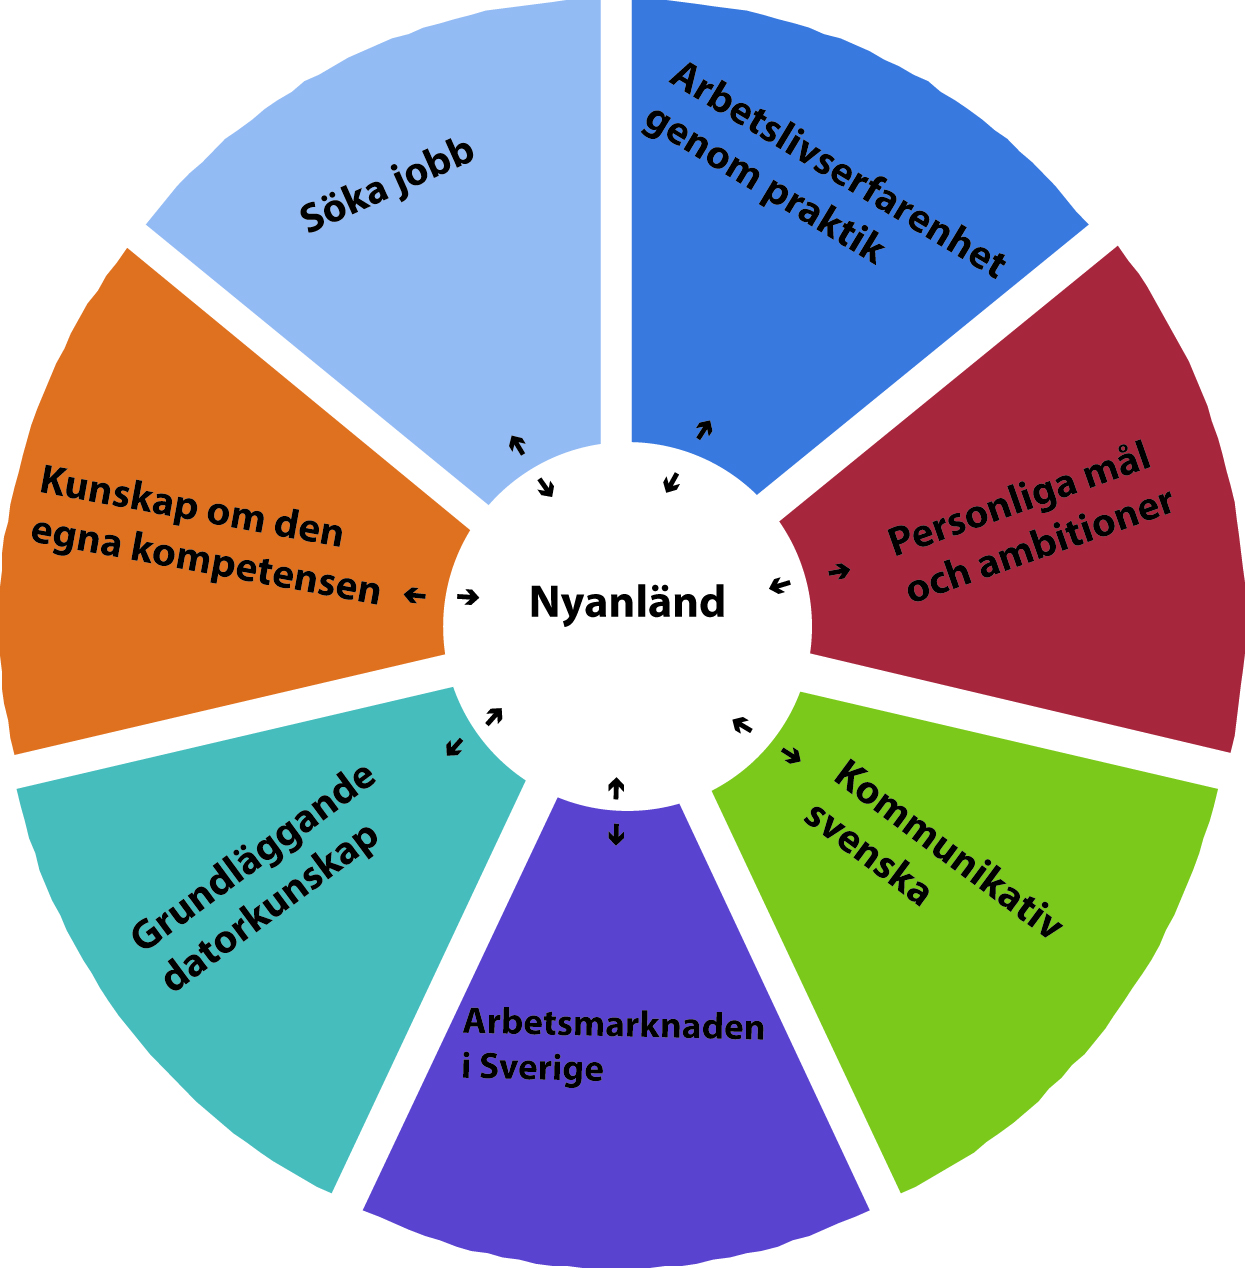 Söka jobb
Arbetslivserfarenhet
genom praktik
Personliga mål
och ambitioner
Kommunikativ
svenska
Arbetsmarknaden
i Sverige
Grundläggande
datorkunskap
Kunskap om den
egna kompetensen
Nyanländ